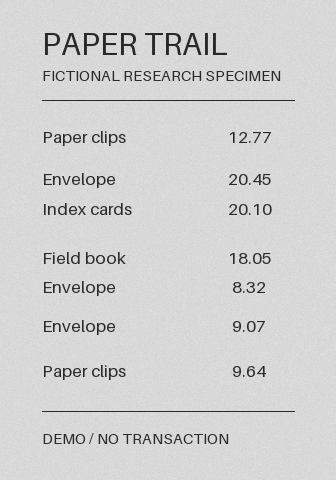 PAPER TRAIL
FICTIONAL RESEARCH SPECIMEN
Paper clips 12.77
Envelope 20.45
Index cards 20.10
Field book 18.05
Envelope 8.32
Envelope 9.07
Paper clips 9.64
DEMO / NO TRANSACTION